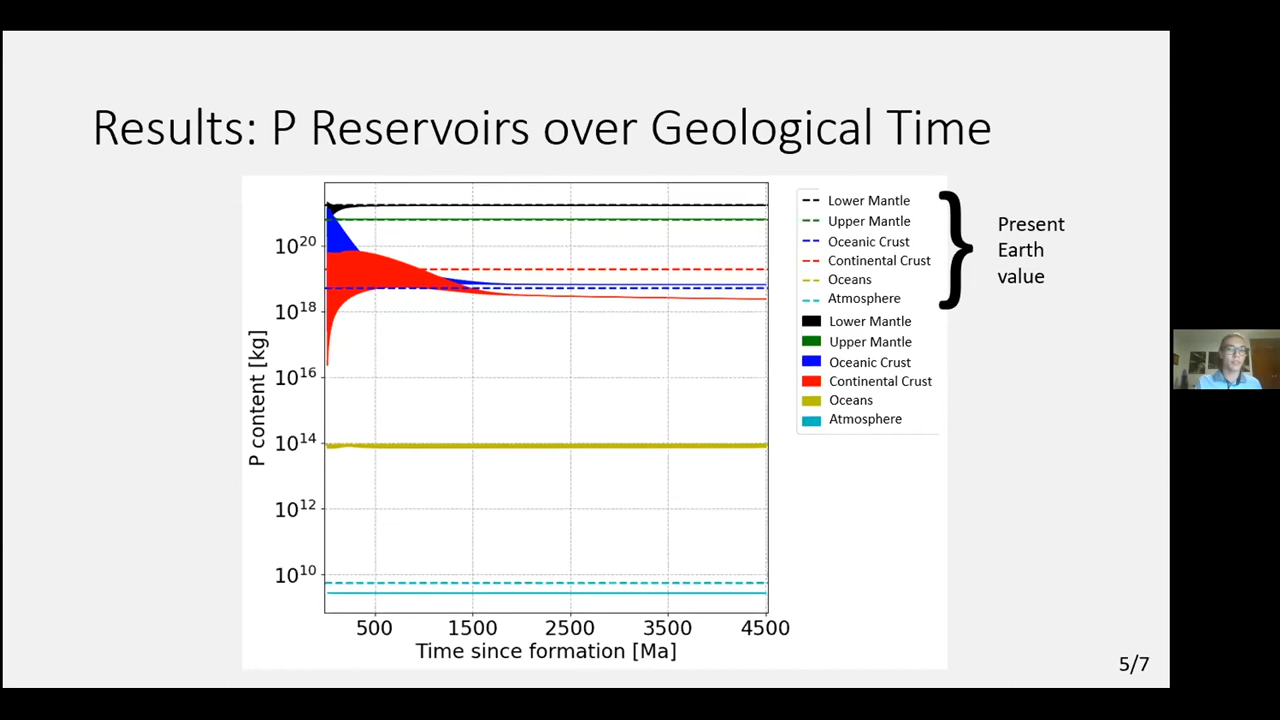 Results: P Reservoirs over Geological Time
P content [kg]
10^20
10^18
10^16
10^14
10^12
10^10
500
1500
2500
3500
4500
Time since formation [Ma]
Lower Mantle
Upper Mantle
Oceanic Crust
Continental Crust
Oceans
Atmosphere
Lower Mantle
Upper Mantle
Oceanic Crust
Continental Crust
Oceans
Atmosphere
Present
Earth
value
5/7